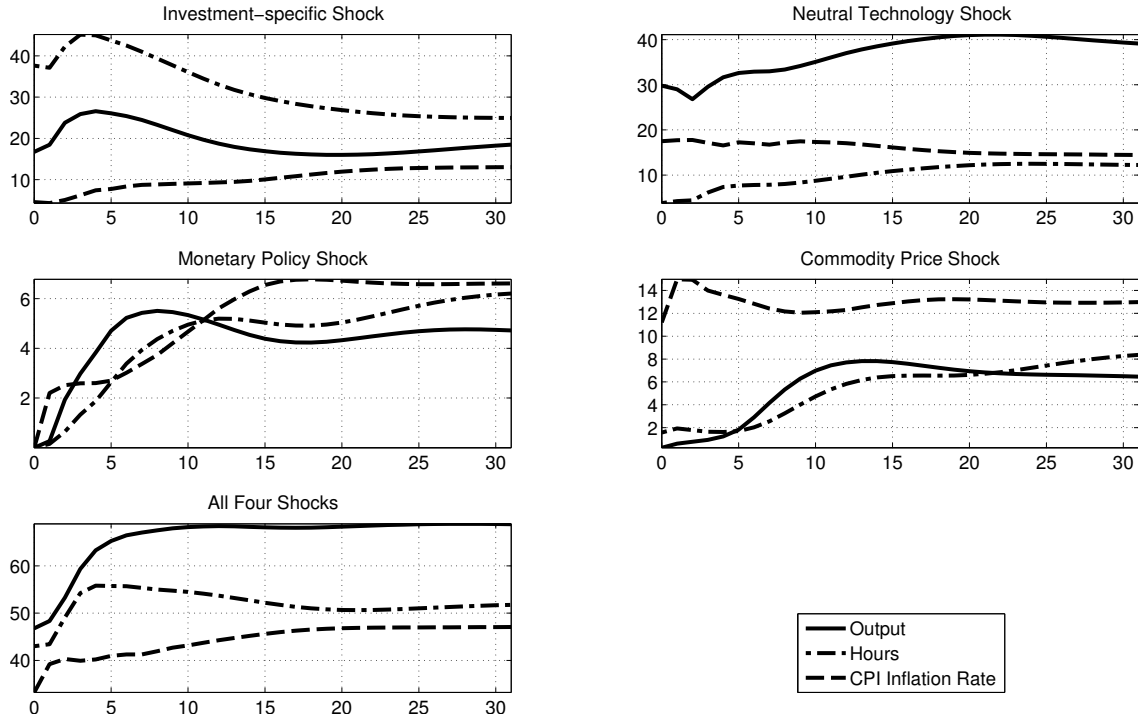 Investment-specific Shock
40
30
20
10
0 5 10 15 20 25 30
Neutral Technology Shock
40
30
20
10
0 5 10 15 20 25 30
Monetary Policy Shock
6
4
2
0 5 10 15 20 25 30
Commodity Price Shock
14
12
10
8
6
4
2
0 5 10 15 20 25 30
All Four Shocks
60
50
40
0 5 10 15 20 25 30
Output
Hours
CPI Inflation Rate